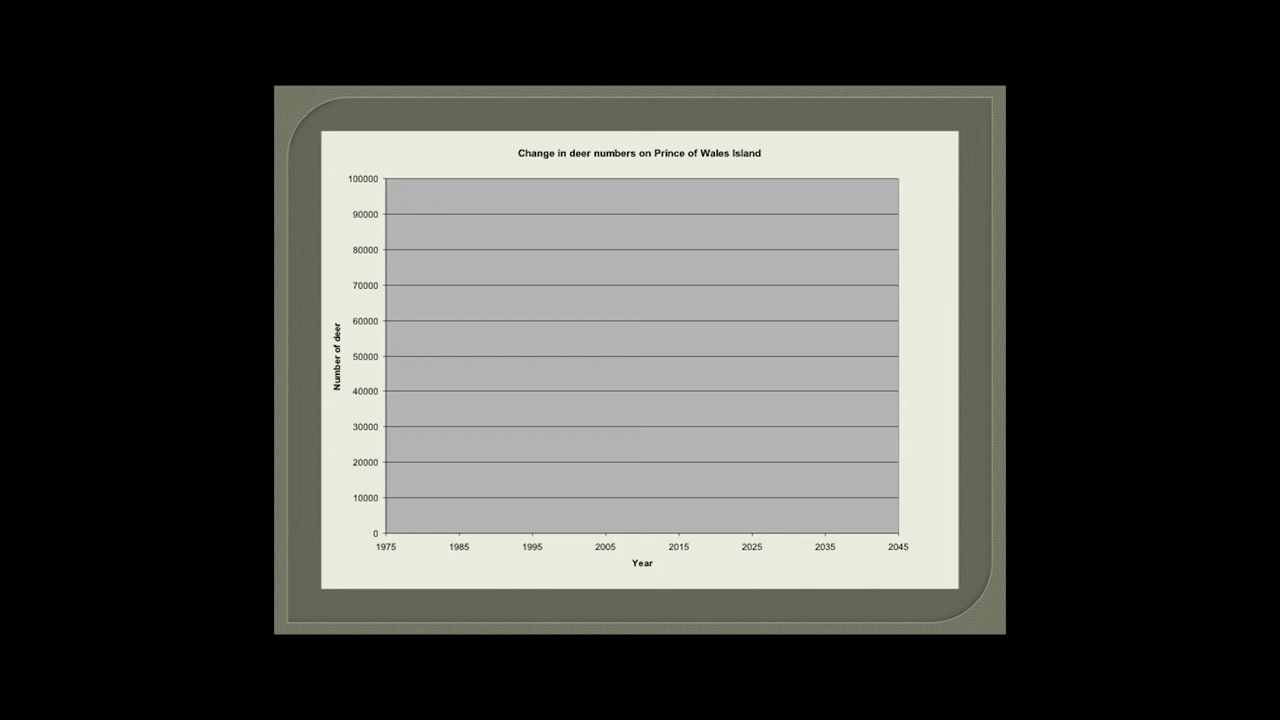 Change in deer numbers on Prince of Wales Island
100000
90000
80000
70000
60000
50000
40000
30000
20000
10000
0
Number of deer
1975 1985 1995 2005 2015 2025 2035 2045
Year